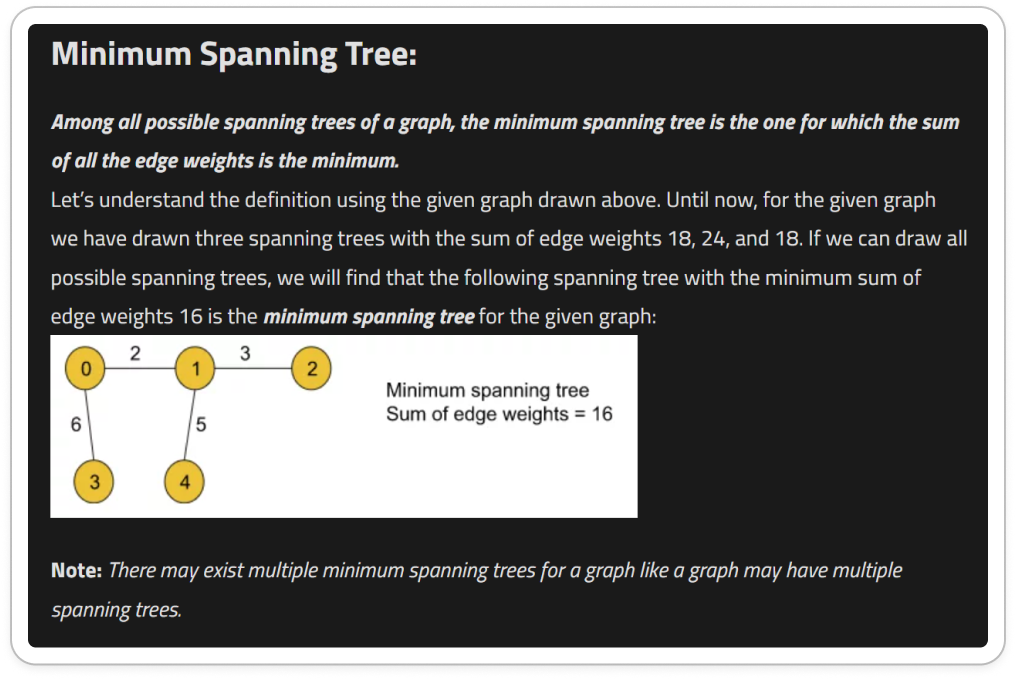 Minimum Spanning Tree:
Among all possible spanning trees of a graph, the minimum spanning tree is the one for which the sum
of all the edge weights is the minimum.
Let’s understand the definition using the given graph drawn above. Until now, for the given graph
we have drawn three spanning trees with the sum of edge weights 18, 24, and 18. If we can draw all
possible spanning trees, we will find that the following spanning tree with the minimum sum of
edge weights 16 is the minimum spanning tree for the given graph:
2 3
0 1 2
Minimum spanning tree
Sum of edge weights = 16
6 5
3 4
Note: There may exist multiple minimum spanning trees for a graph like a graph may have multiple
spanning trees.